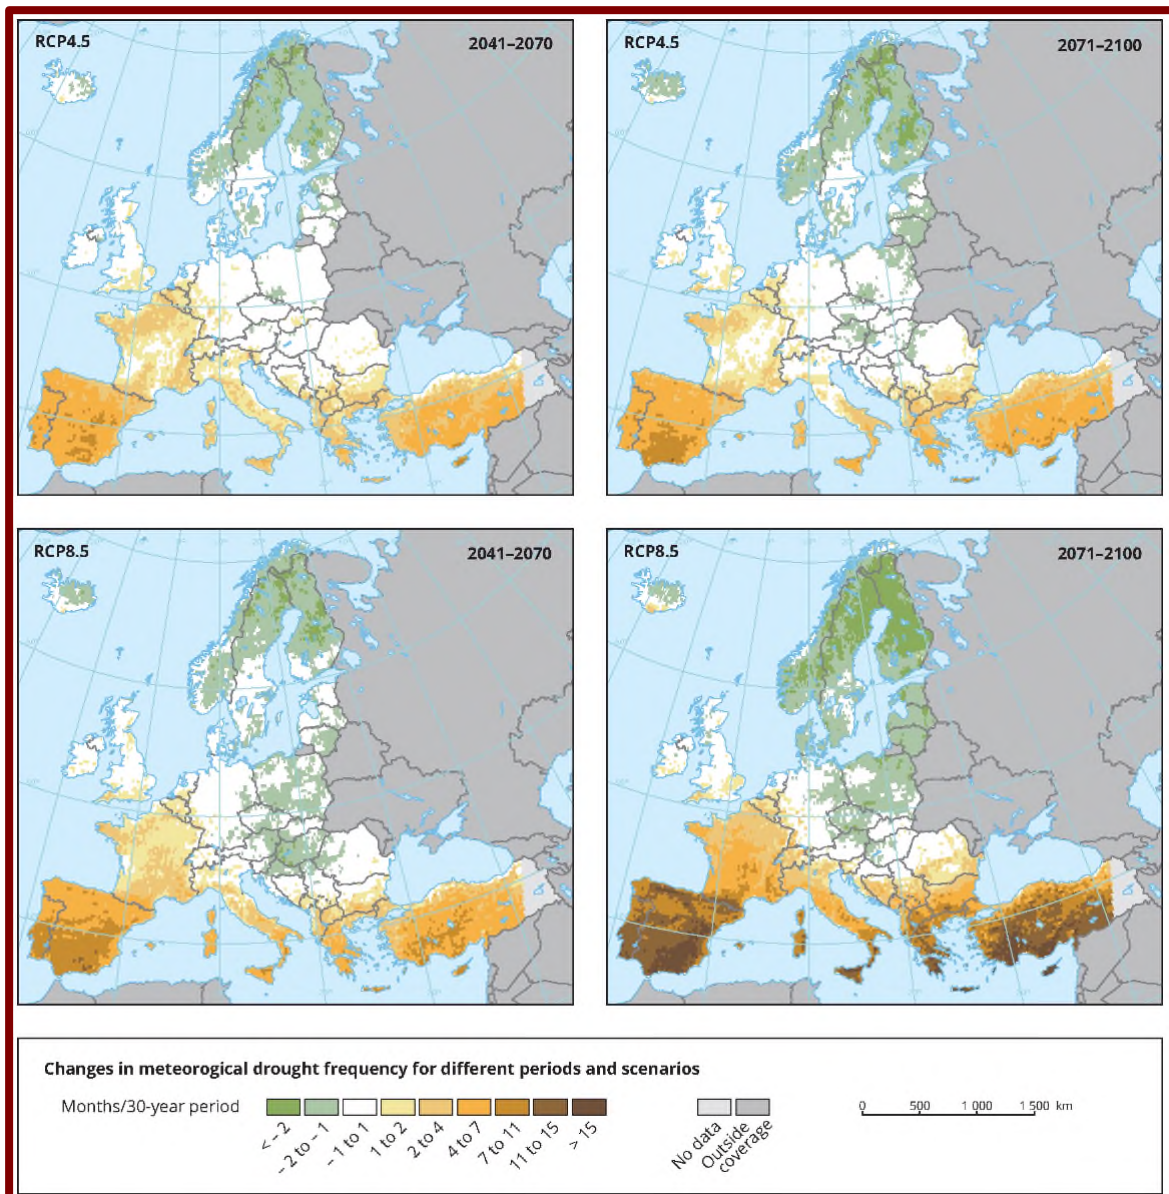 RCP4.5
2041–2070
RCP4.5
2071–2100
RCP8.5
2041–2070
RCP8.5
2071–2100
Changes in meteorogical drought frequency for different periods and scenarios
Months/30-year period
< – 2
– 2 to – 1
– 1 to 1
1 to 2
2 to 4
4 to 7
7 to 11
11 to 15
> 15
No data
Outside
coverage
0 500 1 000 1 500 km